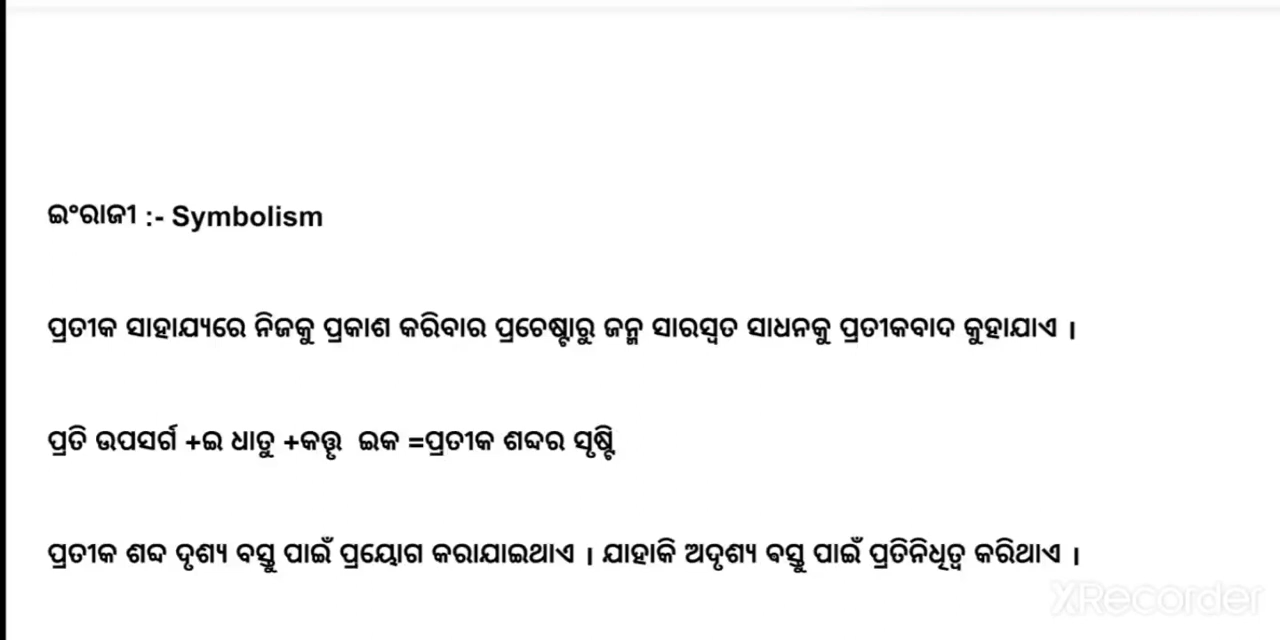 ଇଂରାଜୀ :- Symbolism
ପ୍ରତୀକ ସାହାଯ୍ୟରେ ନିଜକୁ ପ୍ରକାଶ କରିବାର ପ୍ରଚେଷ୍ଟାରୁ ଜନ୍ମ ସାରସ୍ୱତ ସାଧନକୁ ପ୍ରତୀକବାଦ କୁହାଯାଏ ।
ପ୍ରତି ଉପସର୍ଗ +ଇ ଧାତୁ +କତ୍ତୃ ଇକ =ପ୍ରତୀକ ଶବ୍ଦର ସୃଷ୍ଟି
ପ୍ରତୀକ ଶବ୍ଦ ଦୃଶ୍ୟ ବସ୍ତୁ ପାଇଁ ପ୍ରୟୋଗ କରାଯାଇଥାଏ । ଯାହାକି ଅଦୃଶ୍ୟ ବସ୍ତୁ ପାଇଁ ପ୍ରତିନିଧିତ୍ୱ କରିଥାଏ ।
XRecorder